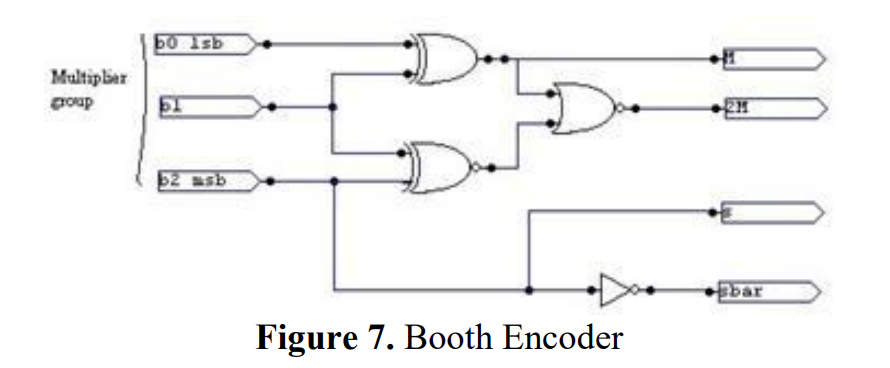 b0 lsb
M
Multiplier
group
b1
2M
b2 msb
s
sbar
Figure 7. Booth Encoder